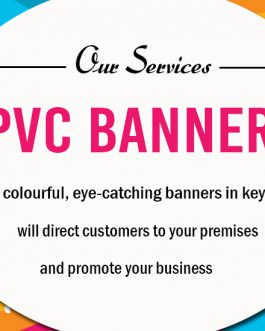 Our Services
PVC BANNER
colourful, eye-catching banners in key
will direct customers to your premises
and promote your business